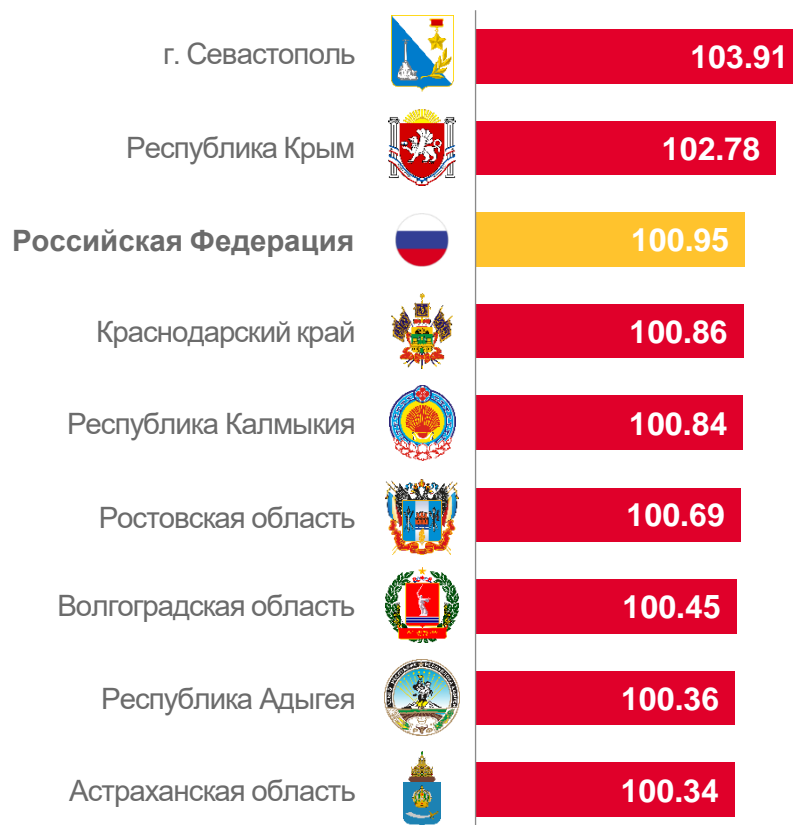 г. Севастополь 103.91
Республика Крым 102.78
Российская Федерация 100.95
Краснодарский край 100.86
Республика Калмыкия 100.84
Ростовская область 100.69
Волгоградская область 100.45
Республика Адыгея 100.36
Астраханская область 100.34